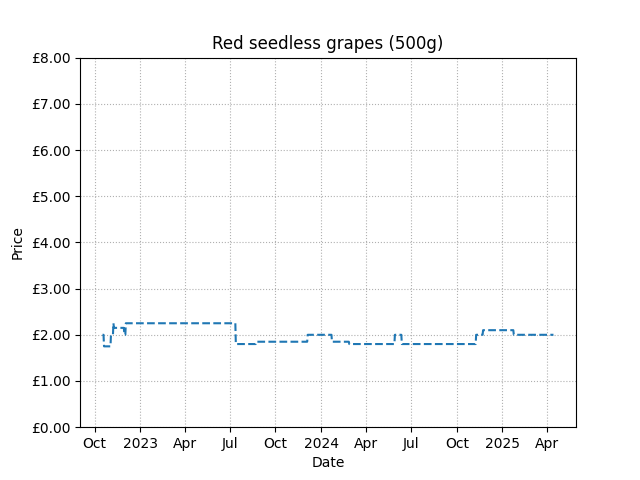 Red seedless grapes (500g)
£8.00
£7.00
£6.00
£5.00
£4.00
£3.00
£2.00
£1.00
£0.00
Price
Oct 2023 Apr Jul Oct 2024 Apr Jul Oct 2025 Apr
Date